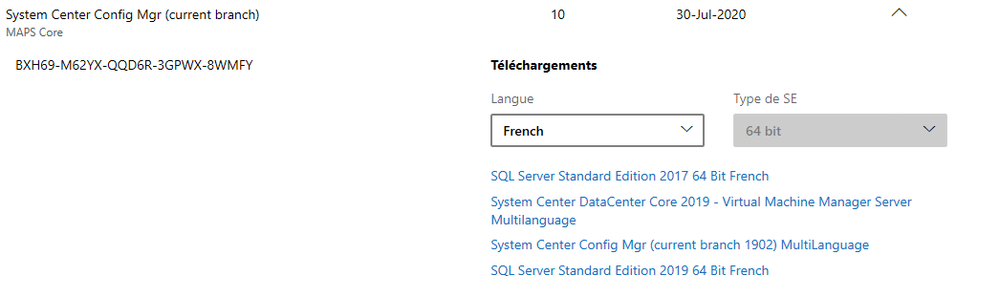 System Center Config Mgr (current branch) 10 30-Jul-2020
MAPS Core
BXH69-M62YX-QQD6R-3GPWX-8WMFY
Téléchargements
Langue Type de SE
French 64 bit
SQL Server Standard Edition 2017 64 Bit French
System Center DataCenter Core 2019 - Virtual Machine Manager Server
Multilanguage
System Center Config Mgr (current branch 1902) MultiLanguage
SQL Server Standard Edition 2019 64 Bit French